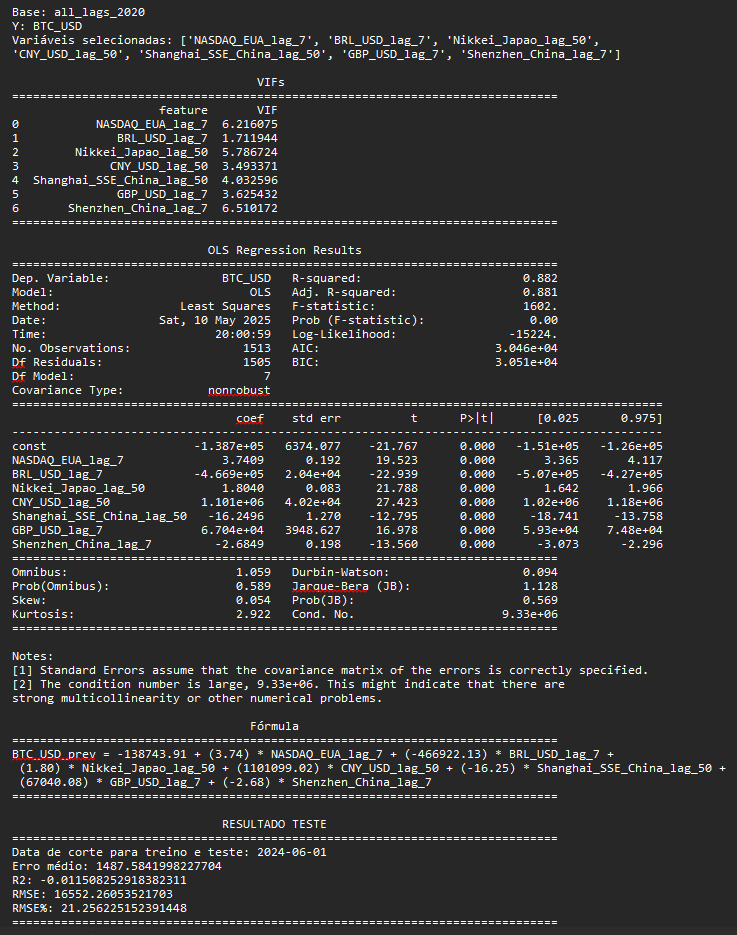 Base: all_lags_2020
Y: BTC_USD
Variáveis selecionadas: ['NASDAQ_EUA_lag_7', 'BRL_USD_lag_7', 'Nikkei_Japao_lag_50',
'CNY_USD_lag_50', 'Shanghai_SSE_China_lag_50', 'GBP_USD_lag_7', 'Shenzhen_China_lag_7']
VIFs
==============================================================================
feature VIF
0 NASDAQ_EUA_lag_7 6.216075
1 BRL_USD_lag_7 1.711944
2 Nikkei_Japao_lag_50 5.786724
3 CNY_USD_lag_50 3.493371
4 Shanghai_SSE_China_lag_50 4.032596
5 GBP_USD_lag_7 3.625432
6 Shenzhen_China_lag_7 6.510172
==============================================================================
OLS Regression Results
==============================================================================
Dep. Variable: BTC_USD R-squared: 0.882
Model: OLS Adj. R-squared: 0.881
Method: Least Squares F-statistic: 1602.
Date: Sat, 10 May 2025 Prob (F-statistic): 0.00
Time: 20:00:59 Log-Likelihood: -15224.
No. Observations: 1513 AIC: 3.046e+04
Df Residuals: 1505 BIC: 3.051e+04
Df Model: 7
Covariance Type: nonrobust
=============================================================================================
coef std err t P>|t| [0.025 0.975]
---------------------------------------------------------------------------------------------
const -1.387e+05 6374.077 -21.767 0.000 -1.51e+05 -1.26e+05
NASDAQ_EUA_lag_7 3.7409 0.192 19.523 0.000 3.365 4.117
BRL_USD_lag_7 -4.669e+05 2.04e+04 -22.939 0.000 -5.07e+05 -4.27e+05
Nikkei_Japao_lag_50 1.8040 0.083 21.788 0.000 1.642 1.966
CNY_USD_lag_50 1.101e+06 4.02e+04 27.423 0.000 1.02e+06 1.18e+06
Shanghai_SSE_China_lag_50 -16.2496 1.270 -12.795 0.000 -18.741 -13.758
GBP_USD_lag_7 6.704e+04 3948.627 16.978 0.000 5.93e+04 7.48e+04
Shenzhen_China_lag_7 -2.6849 0.198 -13.560 0.000 -3.073 -2.296
==============================================================================
Omnibus: 1.059 Durbin-Watson: 0.094
Prob(Omnibus): 0.589 Jarque-Bera (JB): 1.128
Skew: 0.054 Prob(JB): 0.569
Kurtosis: 2.922 Cond. No. 9.33e+06
==============================================================================
Notes:
[1] Standard Errors assume that the covariance matrix of the errors is correctly specified.
[2] The condition number is large, 9.33e+06. This might indicate that there are
strong multicollinearity or other numerical problems.
Fórmula
==============================================================================
BTC_USD_prev = -138743.91 + (3.74) * NASDAQ_EUA_lag_7 + (-466922.13) * BRL_USD_lag_7 +
(1.80) * Nikkei_Japao_lag_50 + (1101099.02) * CNY_USD_lag_50 + (-16.25) * Shanghai_SSE_China_lag_50 +
(67040.08) * GBP_USD_lag_7 + (-2.68) * Shenzhen_China_lag_7
==============================================================================
RESULTADO TESTE
==============================================================================
Data de corte para treino e teste: 2024-06-01
Erro médio: 1487.5841998227704
R2: -0.011508252918382311
RMSE: 16552.26053521703
RMSE%: 21.256225152391448
==============================================================================